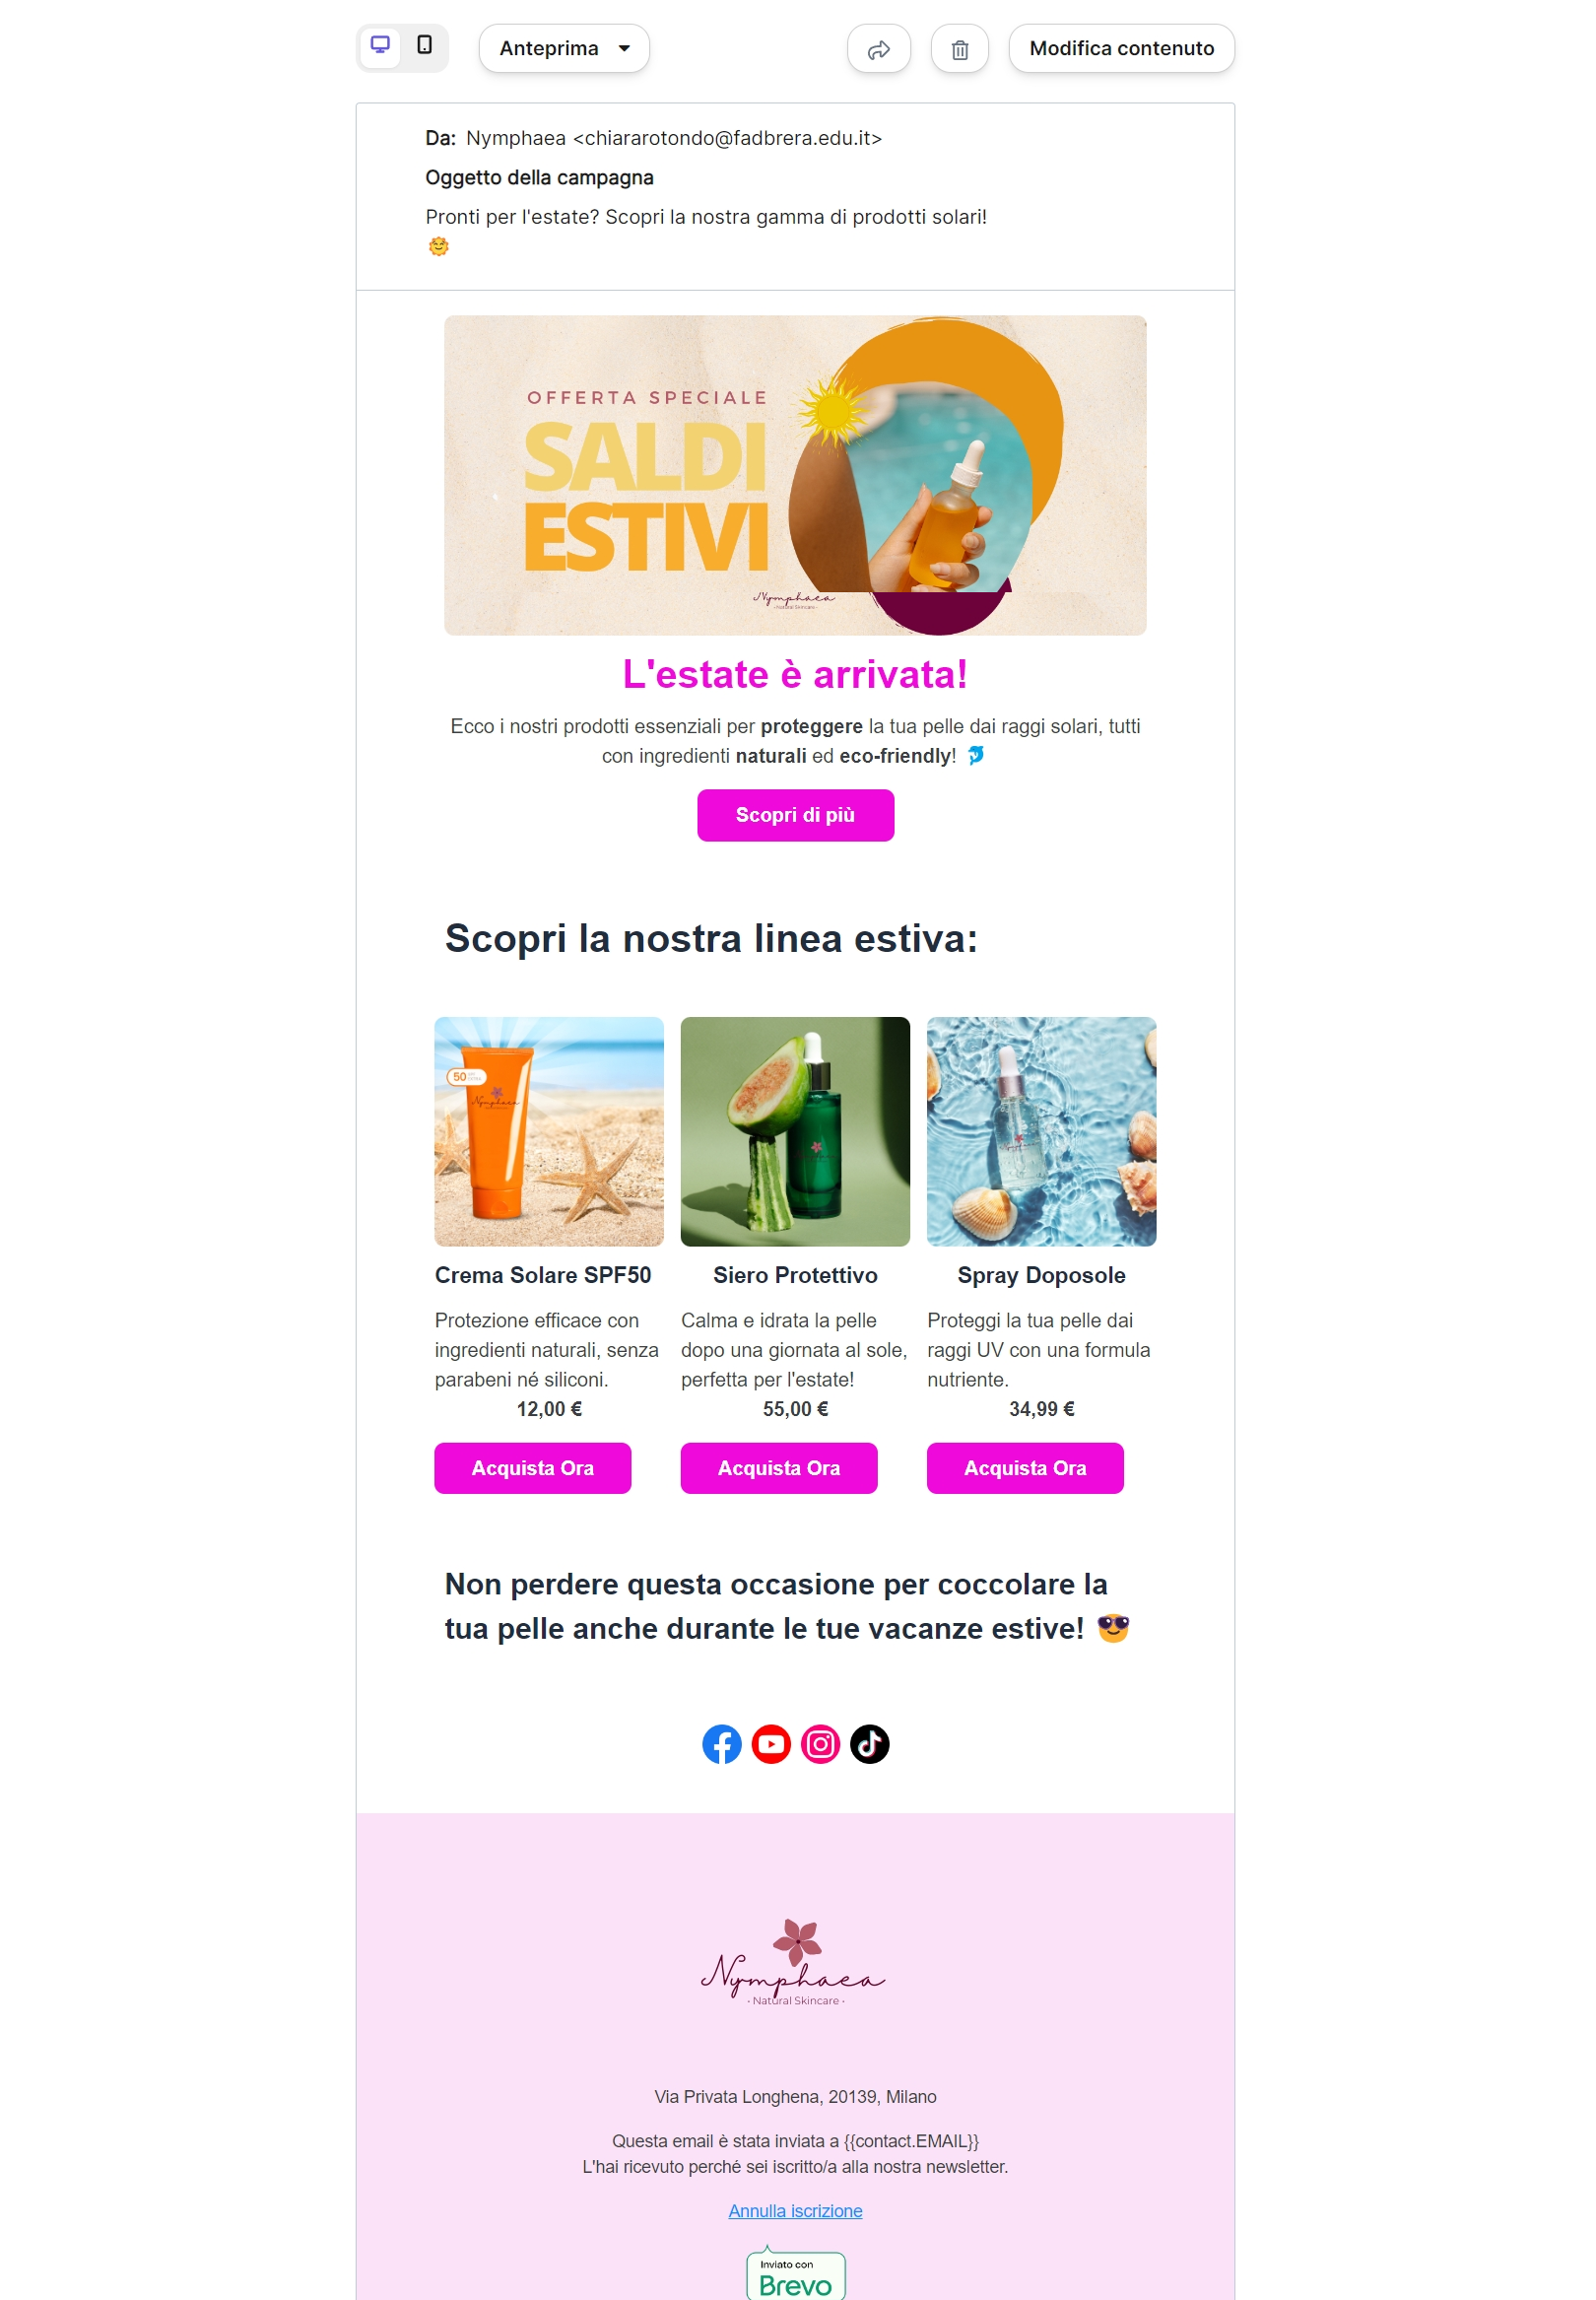 Anteprima
Modifica contenuto
Da: Nymphaea <chiararotondo@fadbrera.edu.it>
Oggetto della campagna
Pronti per l'estate? Scopri la nostra gamma di prodotti solari!
🌞
OFFERTA SPECIALE
SALDI
ESTIVI
Nymphaea
- Natural Skincare -
L'estate è arrivata!
Ecco i nostri prodotti essenziali per proteggere la tua pelle dai raggi solari, tutti
con ingredienti naturali ed eco-friendly! 🐬
Scopri di più
Scopri la nostra linea estiva:
50
Nymphaea
Crema Solare SPF50
Protezione efficace con
ingredienti naturali, senza
parabeni né siliconi.
12,00 €
Acquista Ora
Siero Protettivo
Calma e idrata la pelle
dopo una giornata al sole,
perfetta per l'estate!
55,00 €
Acquista Ora
Nymphaea
Spray Doposole
Proteggi la tua pelle dai
raggi UV con una formula
nutriente.
34,99 €
Acquista Ora
Non perdere questa occasione per coccolare la
tua pelle anche durante le tue vacanze estive! 😎
Nymphaea
• Natural Skincare •
Via Privata Longhena, 20139, Milano
Questa email è stata inviata a {{contact.EMAIL}}
L'hai ricevuto perché sei iscritto/a alla nostra newsletter.
Annulla iscrizione
Inviato con
Brevo